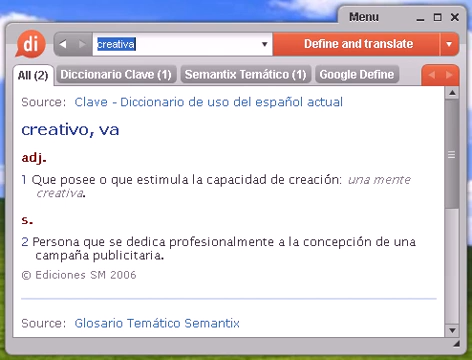 Menu
di
creativa
Define and translate
All (2)
Diccionario Clave (1)
Semantix Temático (1)
Google Define
Source: Clave - Diccionario de uso del español actual
creativo, va
adj.
1 Que posee o que estimula la capacidad de creación: una mente
creativa.
s.
2 Persona que se dedica profesionalmente a la concepción de una
campaña publicitaria.
© Ediciones SM 2006
Source: Glosario Temático Semantix